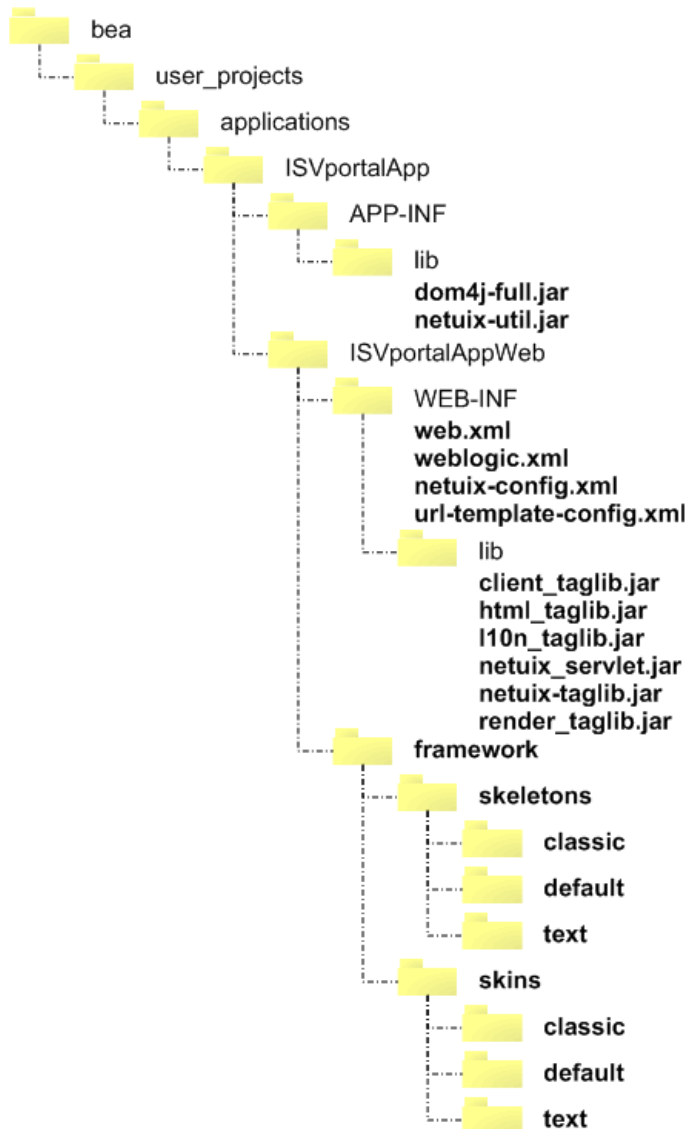 bea
user_projects
applications
ISVportalApp
APP-INF
lib
dom4j-full.jar
netuix-util.jar
ISVportalAppWeb
WEB-INF
web.xml
weblogic.xml
netuix-config.xml
url-template-config.xml
lib
client_taglib.jar
html_taglib.jar
l10n_taglib.jar
netuix_servlet.jar
netuix-taglib.jar
render_taglib.jar
framework
skeletons
classic
default
text
skins
classic
default
text